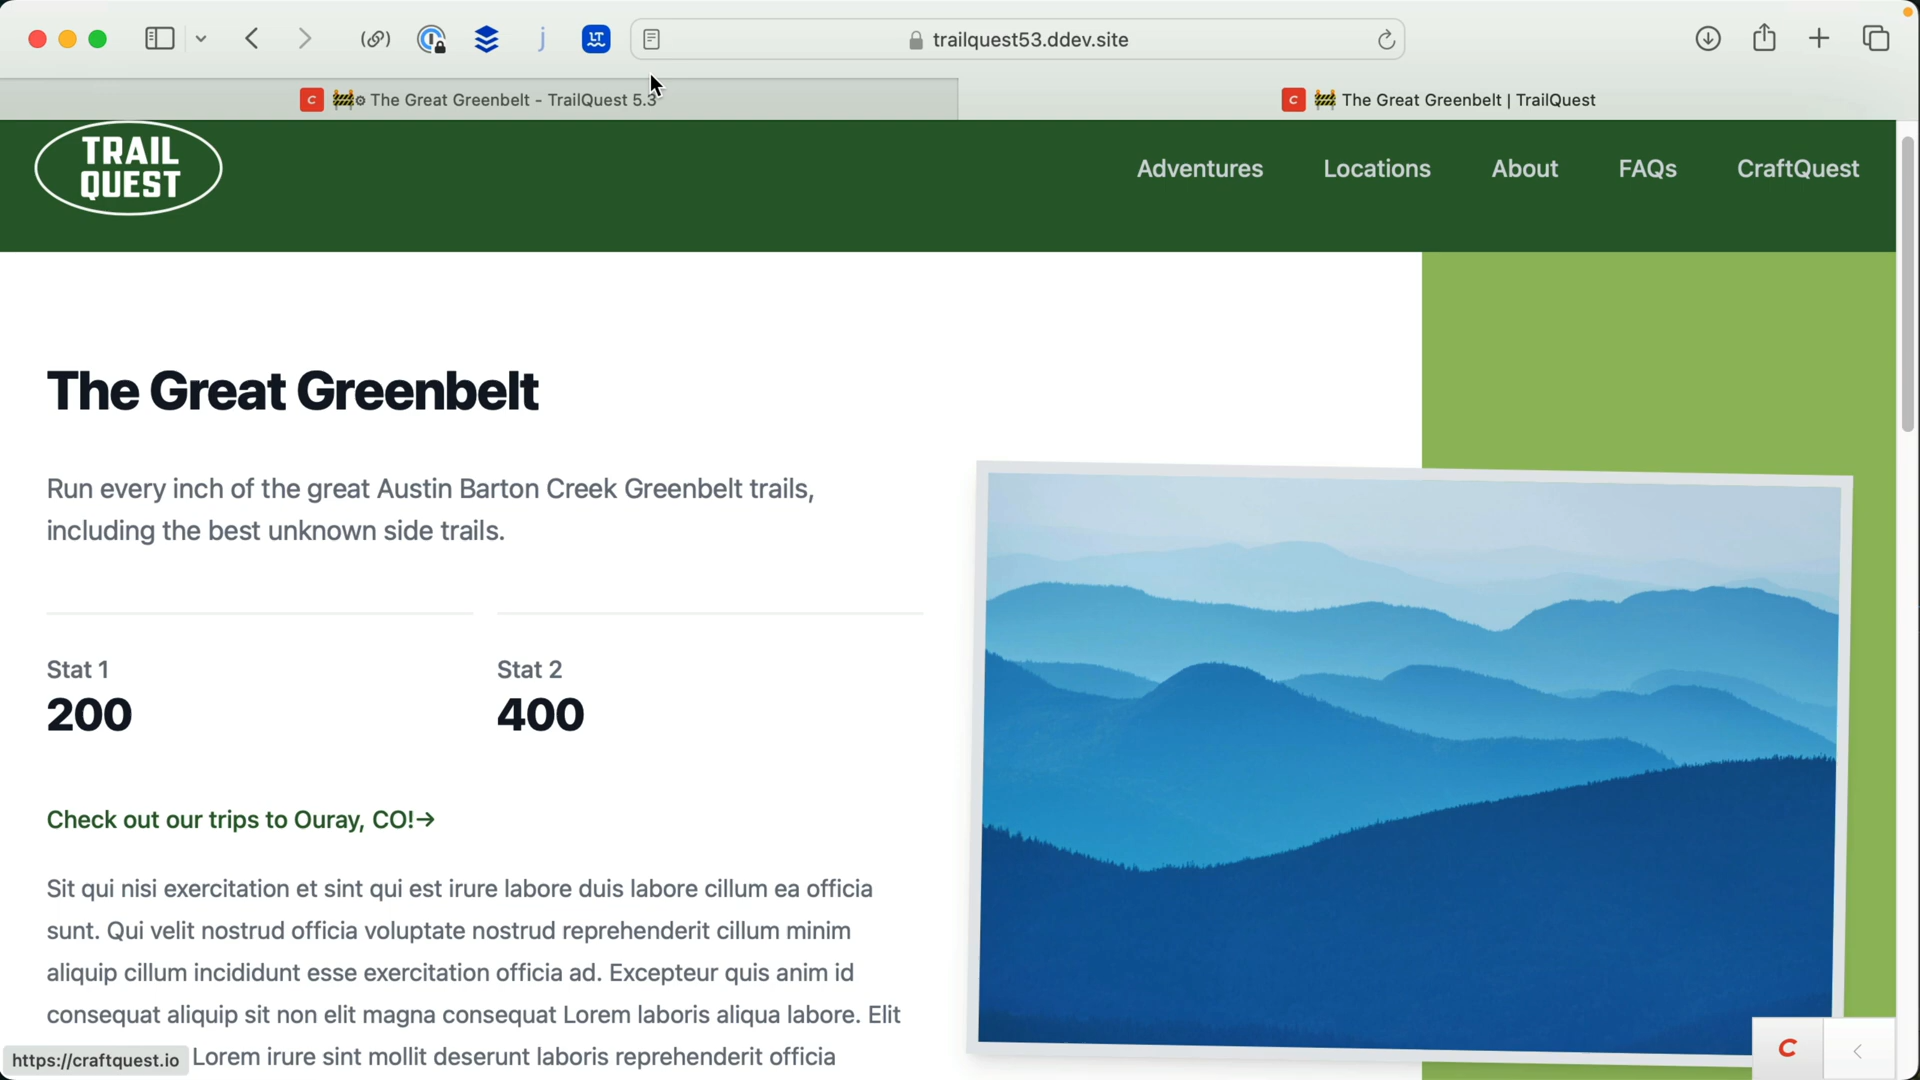 trailquest53.ddev.site
The Great Greenbelt - TrailQuest 5.3
The Great Greenbelt | TrailQuest
TRAIL
QUEST
Adventures
Locations
About
FAQs
CraftQuest
The Great Greenbelt
Run every inch of the great Austin Barton Creek Greenbelt trails,
including the best unknown side trails.
Stat 1
200
Stat 2
400
Check out our trips to Ouray, CO!→
Sit qui nisi exercitation et sint qui est irure labore duis labore cillum ea officia
sunt. Qui velit nostrud officia voluptate nostrud reprehenderit cillum minim
aliquip cillum incididunt esse exercitation officia ad. Excepteur quis anim id
consequat aliquip sit non elit magna consequat Lorem laboris aliqua labore. Elit
Lorem irure sint mollit deserunt laboris reprehenderit officia
https://craftquest.io